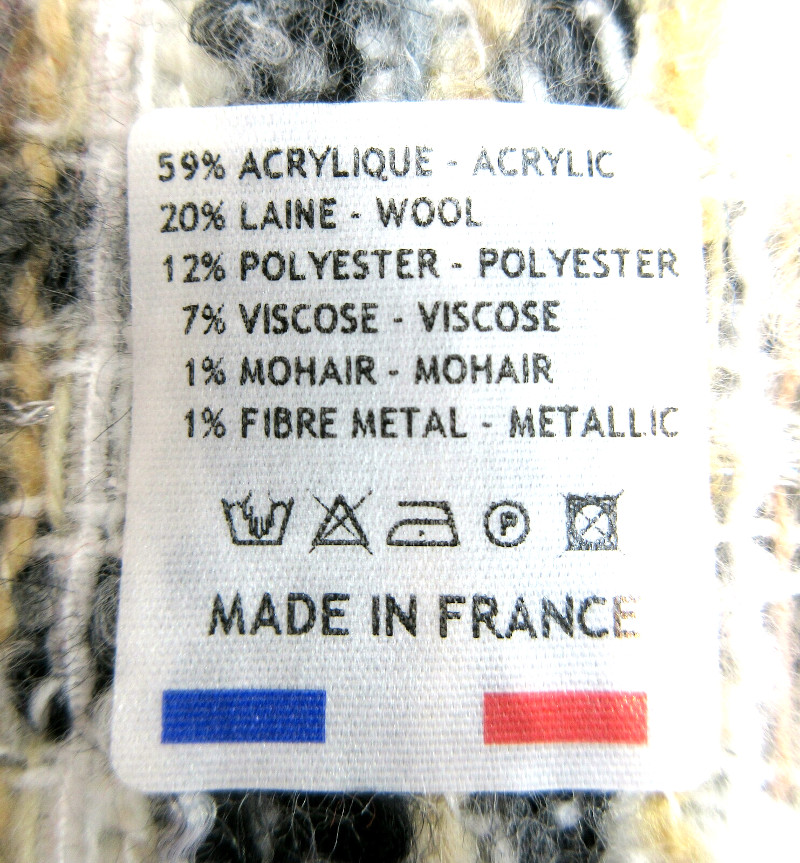 59% ACRYLIQUE - ACRYLIC
20% LAINE - WOOL
12% POLYESTER - POLYESTER
7% VISCOSE - VISCOSE
1% MOHAIR - MOHAIR
1% FIBRE METAL - METALLIC
P
MADE IN FRANCE